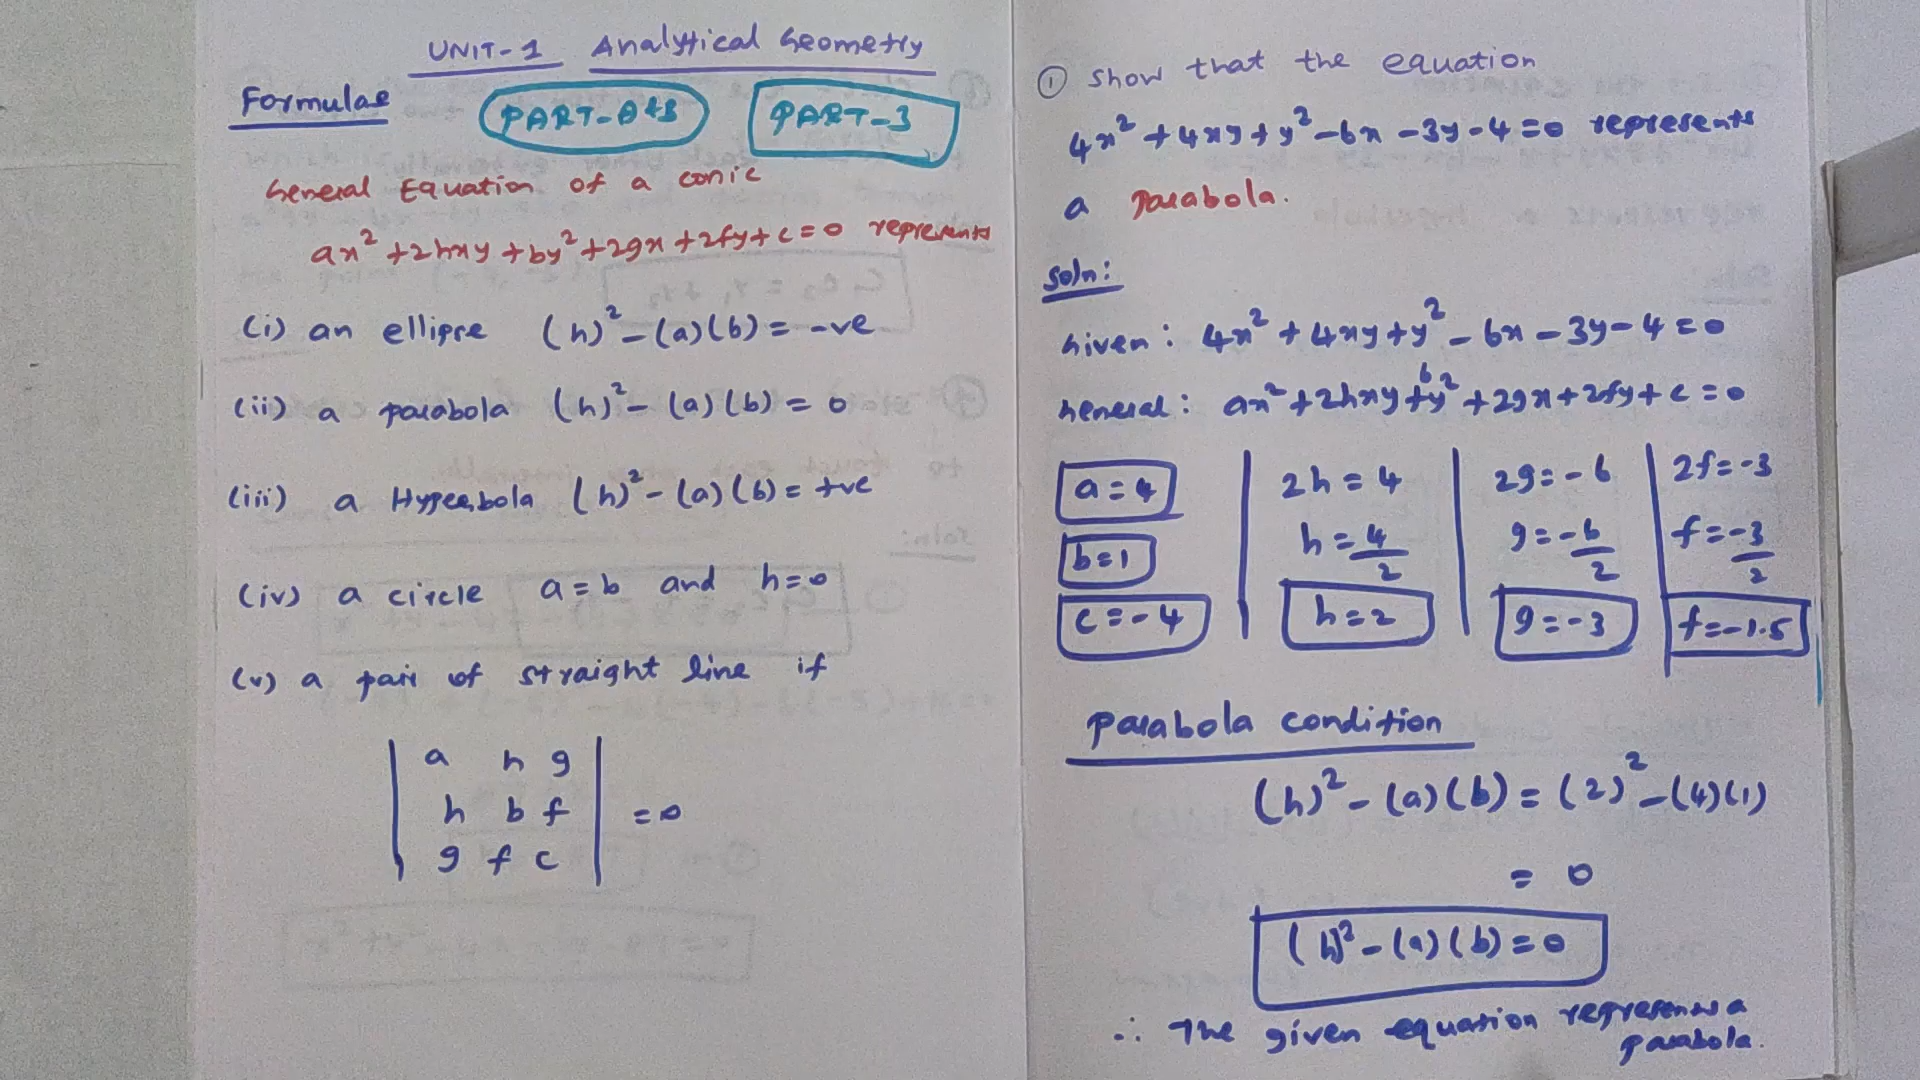 UNIT-1 Analytical Geometry
Formulae PART-A&B PART-3
General Equation of a conic
ax² + 2hxy + by² + 2gx + 2fy + c = 0 represents
(i) an ellipse (h)² - (a)(b) = -ve
(ii) a parabola (h)² - (a)(b) = 0
(iii) a Hyperbola (h)² - (a)(b) = +ve
(iv) a circle a = b and h = 0
(v) a pair of straight line if
a h g
h b f = 0
g f c
① Show that the equation
4x² + 4xy + y² - 6x - 3y - 4 = 0 represents
a parabola.
Soln:
Given: 4x² + 4xy + y² - 6x - 3y - 4 = 0
General: ax² + 2hxy + by² + 2gx + 2fy + c = 0
a = 4 | 2h = 4 | 2g = -6 | 2f = -3
b = 1 | h = 4/2 | g = -6/2 | f = -3/2
c = -4 | h = 2 | g = -3 | f = -1.5
Parabola condition
(h)² - (a)(b) = (2)² - (4)(1)
= 0
(h)² - (a)(b) = 0
∴ The given equation represents a
parabola.